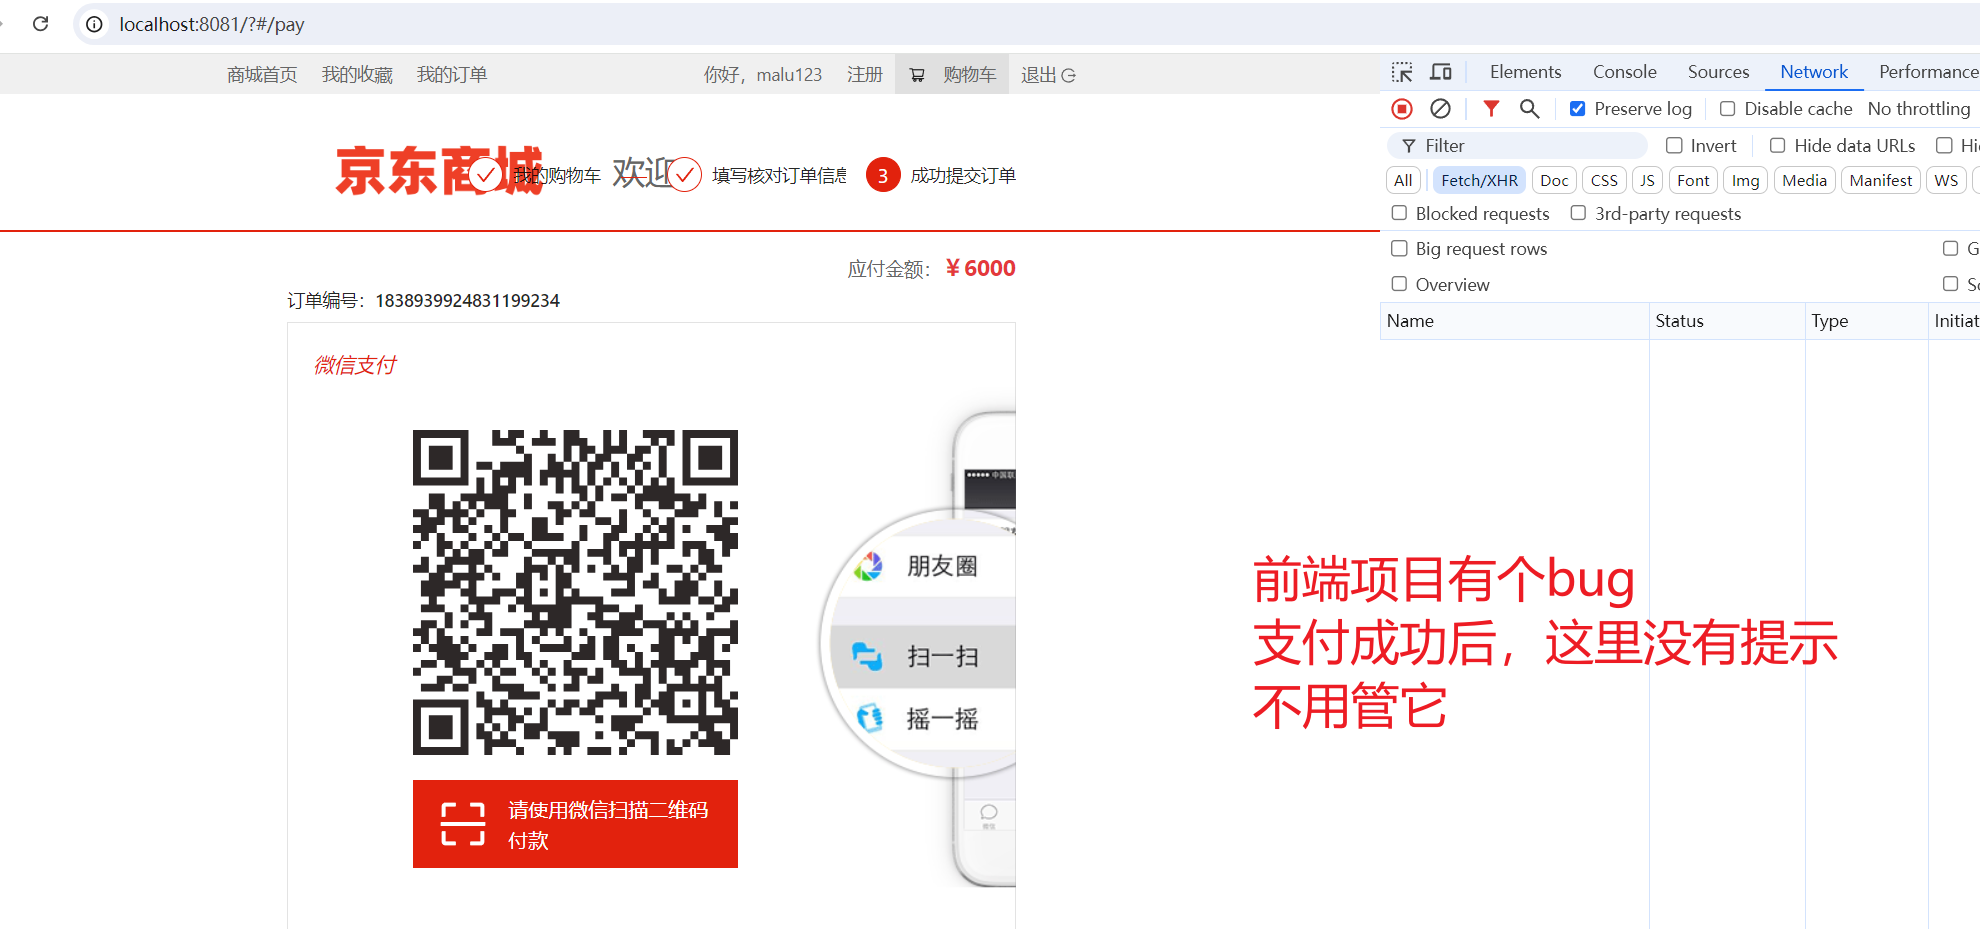 localhost:8081/?#/pay
商城首页 我的收藏 我的订单 你好，malu123 注册 购物车 退出
Elements Console Sources Network Performance
Preserve log Disable cache No throttling
Filter Invert Hide data URLs Hi
All Fetch/XHR Doc CSS JS Font Img Media Manifest WS
Blocked requests 3rd-party requests
Big request rows G
Overview Sc
Name Status Type Initiat
京东商城 我的购物车 欢迎 填写核对订单信息 3 成功提交订单
应付金额： ￥6000
订单编号：1838939924831199234
微信支付
中国联
朋友圈
扫一扫
摇一摇
微信
请使用微信扫描二维码
付款
前端项目有个bug
支付成功后，这里没有提示
不用管它